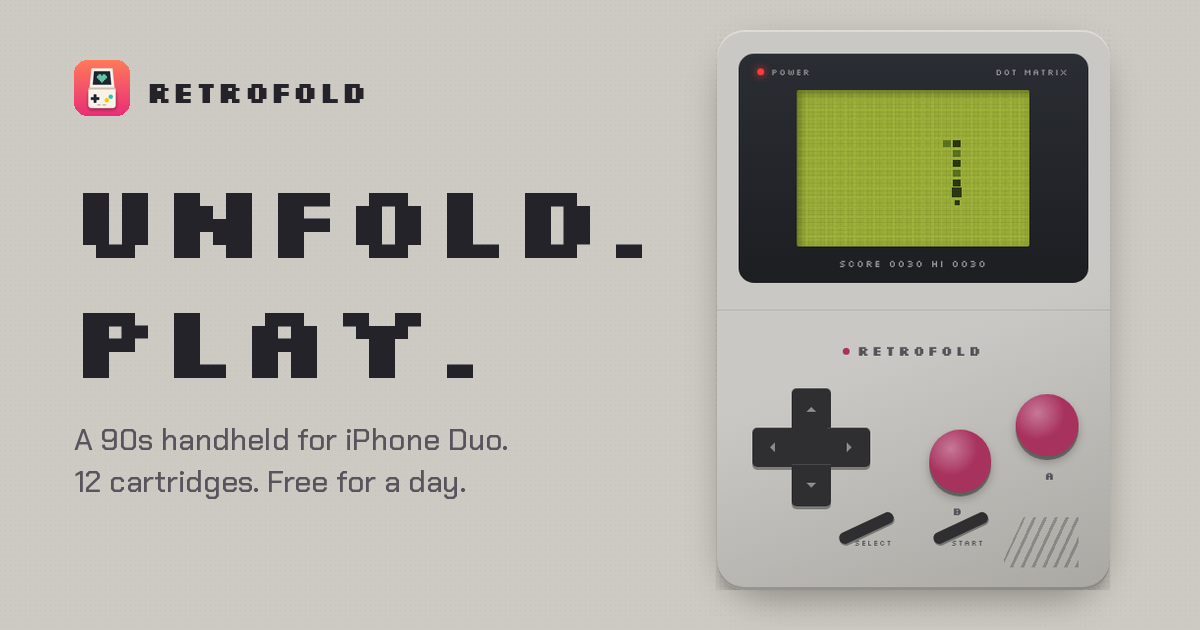 RETROFOLD
UNFOLD.
PLAY.
A 90s handheld for iPhone Duo.
12 cartridges. Free for a day.
POWER
DOT MATRIX
SCORE 0030 HI 0030
RETROFOLD
A
B
SELECT
START